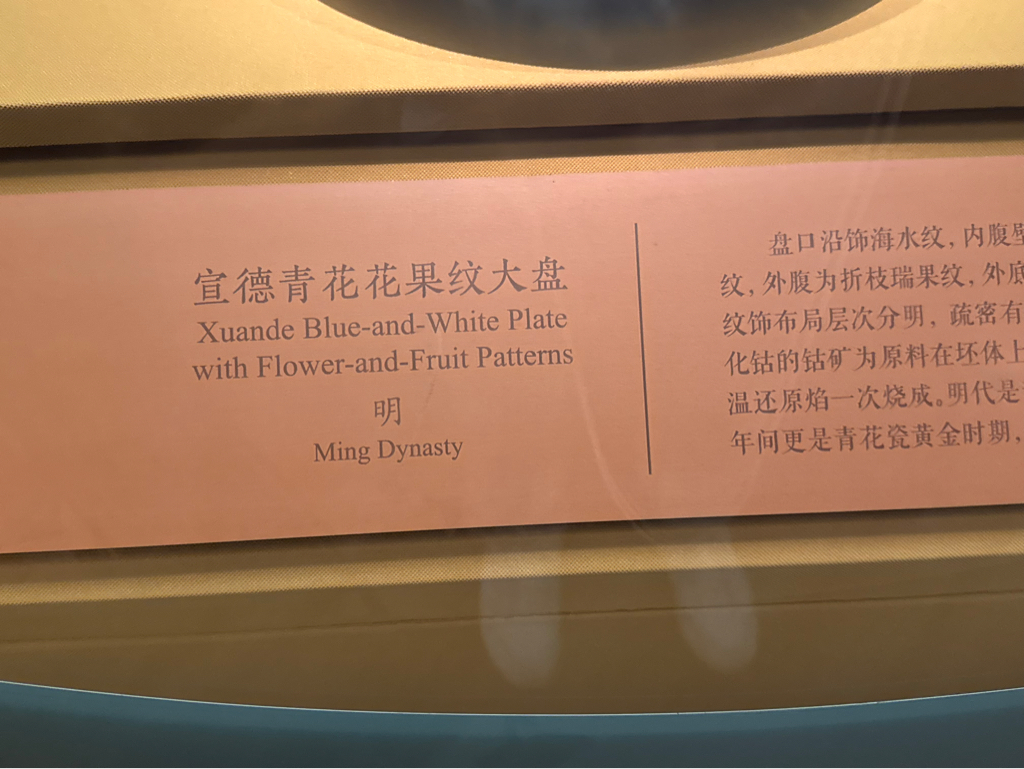 宣德青花花果纹大盘
Xuande Blue-and-White Plate
with Flower-and-Fruit Patterns
明
Ming Dynasty
盘口沿饰海水纹，内腹壁
纹，外腹为折枝瑞果纹，外底
纹饰布局层次分明，疏密有
化钴的钴矿为原料在坯体上
温还原焰一次烧成。明代是
年间更是青花瓷黄金时期，